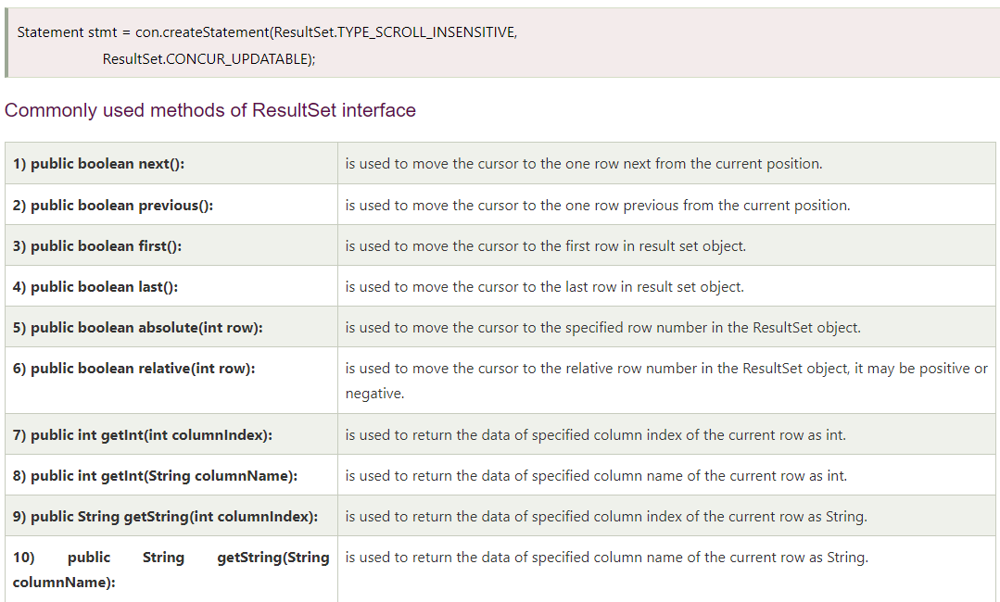 Statement stmt = con.createStatement(ResultSet.TYPE_SCROLL_INSENSITIVE,
ResultSet.CONCUR_UPDATABLE);
Commonly used methods of ResultSet interface
1) public boolean next():
is used to move the cursor to the one row next from the current position.
2) public boolean previous():
is used to move the cursor to the one row previous from the current position.
3) public boolean first():
is used to move the cursor to the first row in result set object.
4) public boolean last():
is used to move the cursor to the last row in result set object.
5) public boolean absolute(int row):
is used to move the cursor to the specified row number in the ResultSet object.
6) public boolean relative(int row):
is used to move the cursor to the relative row number in the ResultSet object, it may be positive or
negative.
7) public int getInt(int columnIndex):
is used to return the data of specified column index of the current row as int.
8) public int getInt(String columnName):
is used to return the data of specified column name of the current row as int.
9) public String getString(int columnIndex):
is used to return the data of specified column index of the current row as String.
10) public String getString(String
columnName):
is used to return the data of specified column name of the current row as String.